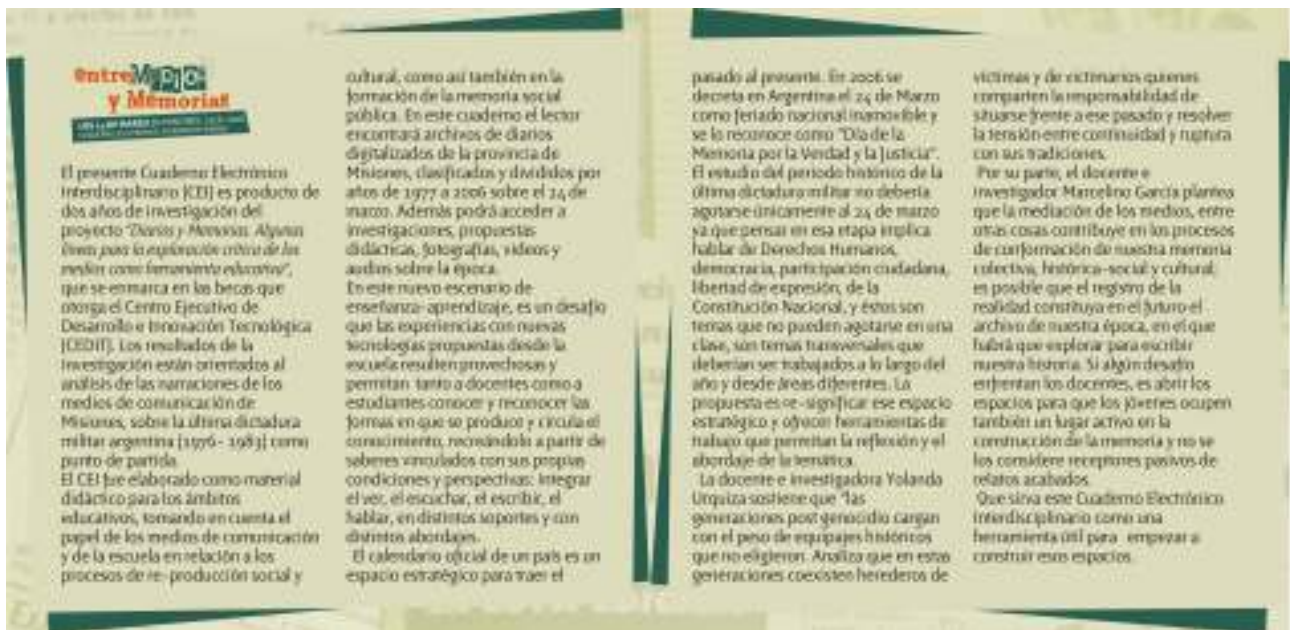 entre Medios
y Memorias
El presente Cuaderno Electrónico
Interdisciplinario (CEI) es producto de
dos años de investigación del
proyecto "Diarios y Memorias. Algunas
líneas para la exploración crítica de los
medios como herramienta educativa",
que se enmarca en las becas que
otorga el Centro Ejecutivo de
Desarrollo e Innovación Tecnológica
(CEDIT). Los resultados de la
investigación están orientados al
análisis de las narraciones de los
medios de comunicación de
Misiones, sobre la última dictadura
militar argentina (1976- 1983) como
punto de partida.
El CEI fue elaborado como material
didáctico para los ámbitos
educativos, tomando en cuenta el
papel de los medios de comunicación
y de la escuela en relación a los
procesos de re-producción social y
cultural, como así también en la
formación de la memoria social
pública. En este cuaderno el lector
encontrará archivos de diarios
digitalizados de la provincia de
Misiones, clasificados y divididos por
años de 1977 a 2006 sobre el 24 de
marzo. Además podrá acceder a
investigaciones, propuestas
didácticas, fotografías, videos y
audios sobre la época.
En este nuevo escenario de
enseñanza- aprendizaje, es un desafío
que las experiencias con nuevas
tecnologías propuestas desde la
escuela resulten provechosas y
permitan tanto a docentes como a
estudiantes conocer y reconocer las
formas en que se produce y circula el
conocimiento, recreándolo a partir de
saberes vinculados con sus propias
condiciones y perspectivas: integrar
el ver, el escuchar, el escribir, el
hablar, en distintos soportes y con
distintos abordajes.
El calendario oficial de un país es un
espacio estratégico para traer el
pasado al presente. En 2006 se
decreta en Argentina el 24 de Marzo
como feriado nacional inamovible y
se lo reconoce como "Día de la
Memoria por la Verdad y la Justicia".
El estudio del periodo histórico de la
última dictadura militar no debería
agotarse únicamente al 24 de marzo
ya que pensar en esa etapa implica
hablar de Derechos Humanos,
democracia, participación ciudadana,
libertad de expresión, de la
Constitución Nacional, y éstos son
temas que no pueden agotarse en una
clase, son temas transversales que
deberían ser trabajados a lo largo del
año y desde áreas diferentes. La
propuesta es re-significar ese espacio
estratégico y ofrecer herramientas de
trabajo que permitan la reflexión y el
abordaje de la temática.
La docente e investigadora Yolanda
Urquiza sostiene que "las
generaciones post genocidio cargan
con el peso de equipajes históricos
que no eligieron. Analiza que en estas
generaciones coexisten herederos de
víctimas y de victimarios quienes
comparten la responsabilidad de
situarse frente a ese pasado y resolver
la tensión entre continuidad y ruptura
con sus tradiciones.
Por su parte, el docente e
investigador Marcelino García plantea
que la mediación de los medios, entre
otras cosas contribuye en los procesos
de conformación de nuestra memoria
colectiva, histórica-social y cultural,
es posible que el registro de la
realidad constituya en el futuro el
archivo de nuestra época, en el que
habrá que explorar para escribir
nuestra historia. Si algún desafío
enfrentan los docentes, es abrir los
espacios para que los jóvenes ocupen
también un lugar activo en la
construcción de la memoria y no se
los considere receptores pasivos de
relatos acabados.
Que sirva este Cuaderno Electrónico
Interdisciplinario como una
herramienta útil para empezar a
construir esos espacios.